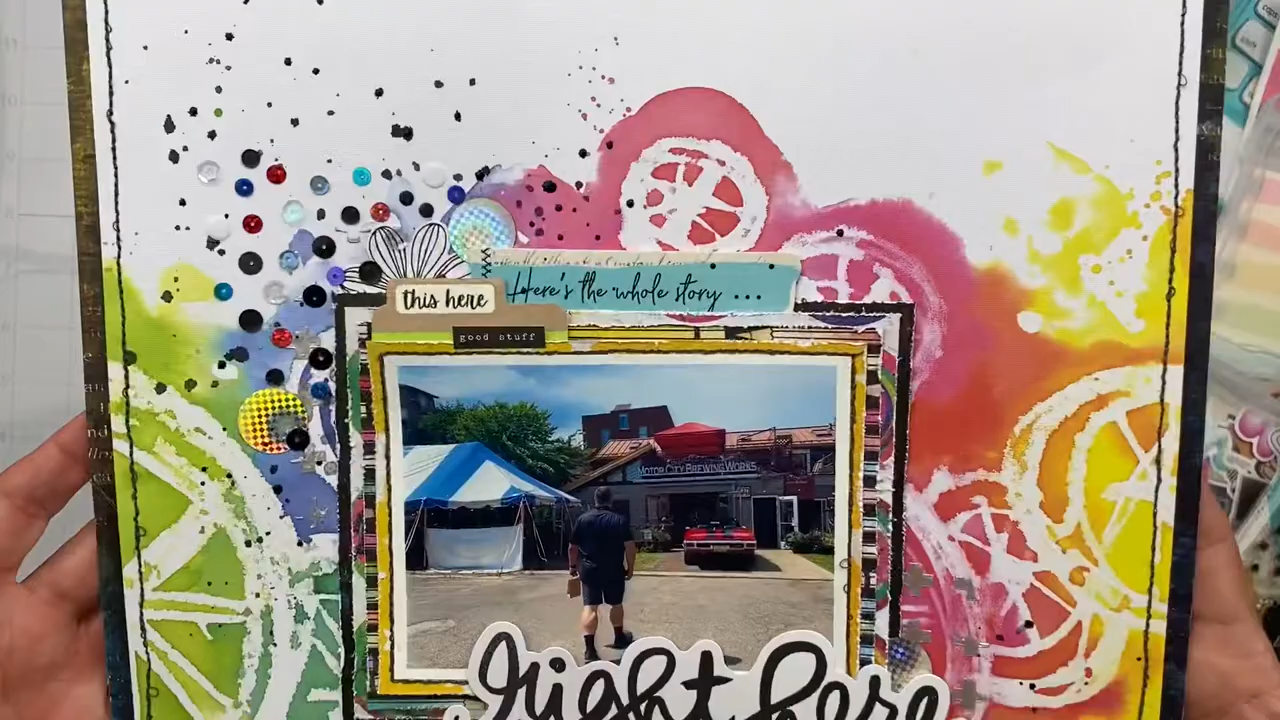 Here's the whole story ...
this here
good stuff
MOTOR CITY BREWING WORKS
right here